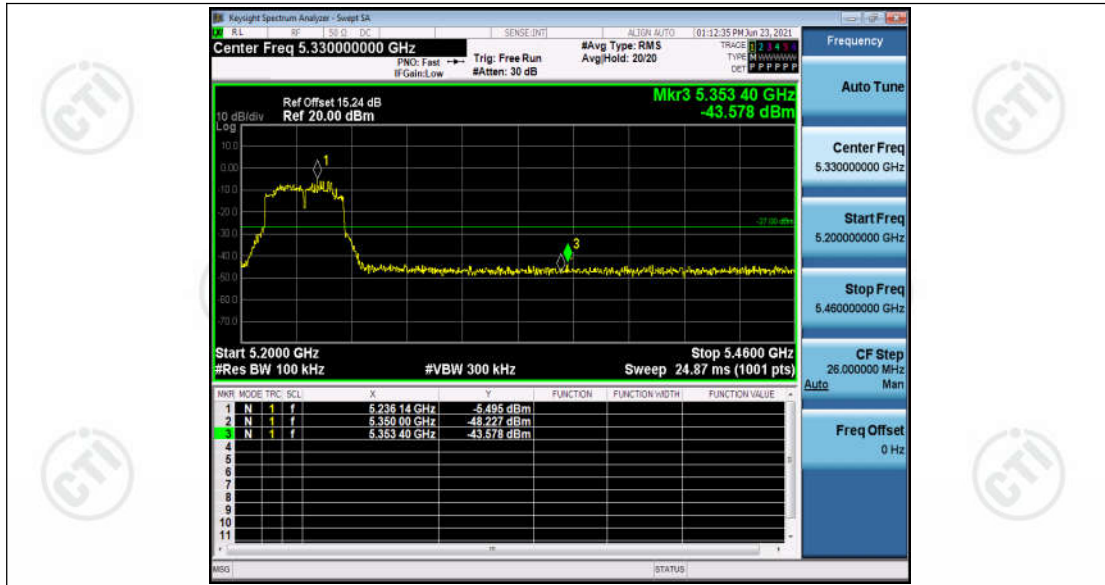 Keysight Spectrum Analyzer - Swept SA
RL RF 50 Ω DC SENSE:INT ALIGN AUTO 01:12:35 PM Jun 23, 2021
Center Freq 5.330000000 GHz
PNO: Fast
IFGain:Low
Trig: Free Run
#Atten: 30 dB
#Avg Type: RMS
Avg|Hold: 20/20
TRACE 1 2 3 4 5 6
TYPE M WWWWW
DET P P P P P P
Ref Offset 15.24 dB
Ref 20.00 dBm
10 dB/div
Log
Mkr3 5.353 40 GHz
-43.578 dBm
10.0
0.00
-10.0
-20.0
-30.0
-40.0
-50.0
-60.0
-70.0
1
3
-27.00 dBm
Start 5.2000 GHz
Stop 5.4600 GHz
#Res BW 100 kHz
#VBW 300 kHz
Sweep 24.87 ms (1001 pts)
MKR MODE TRC SCL X Y FUNCTION FUNCTION WIDTH FUNCTION VALUE
1 N 1 f 5.236 14 GHz -5.495 dBm
2 N 1 f 5.350 00 GHz -48.227 dBm
3 N 1 f 5.353 40 GHz -43.578 dBm
4
5
6
7
8
9
10
11
MSG
STATUS
Frequency
Auto Tune
Center Freq
5.330000000 GHz
Start Freq
5.200000000 GHz
Stop Freq
5.460000000 GHz
CF Step
26.000000 MHz
Auto Man
Freq Offset
0 Hz
CTI
CTI
CTI
CTI